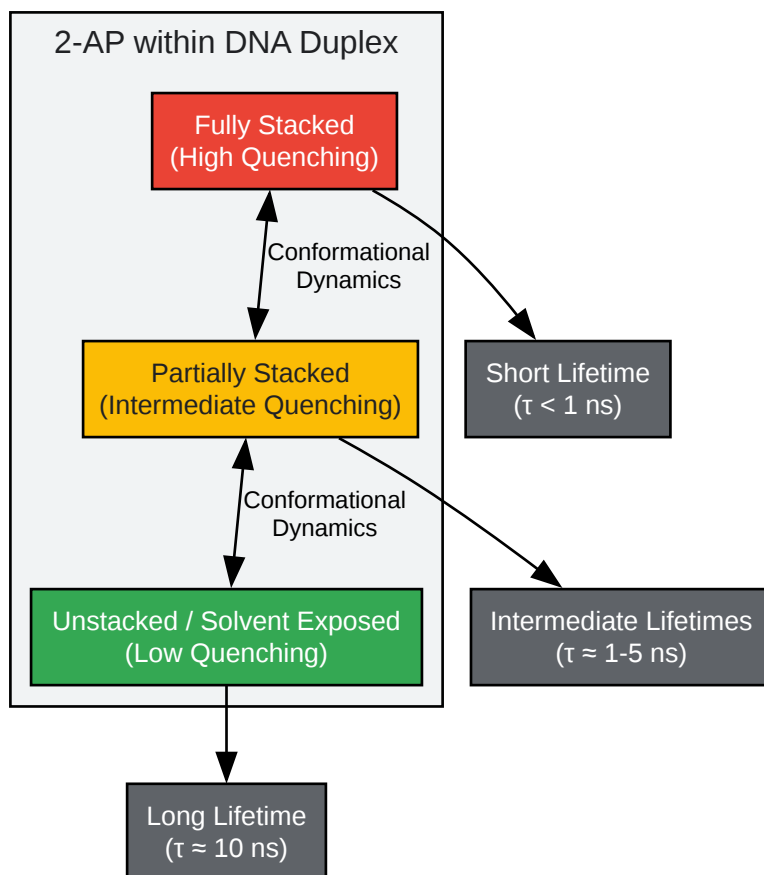 2-AP within DNA Duplex
Fully Stacked
(High Quenching)
Conformational
Dynamics
Partially Stacked
(Intermediate Quenching)
Short Lifetime
(τ < 1 ns)
Conformational
Dynamics
Unstacked / Solvent Exposed
(Low Quenching)
Intermediate Lifetimes
(τ ≈ 1-5 ns)
Long Lifetime
(τ ≈ 10 ns)